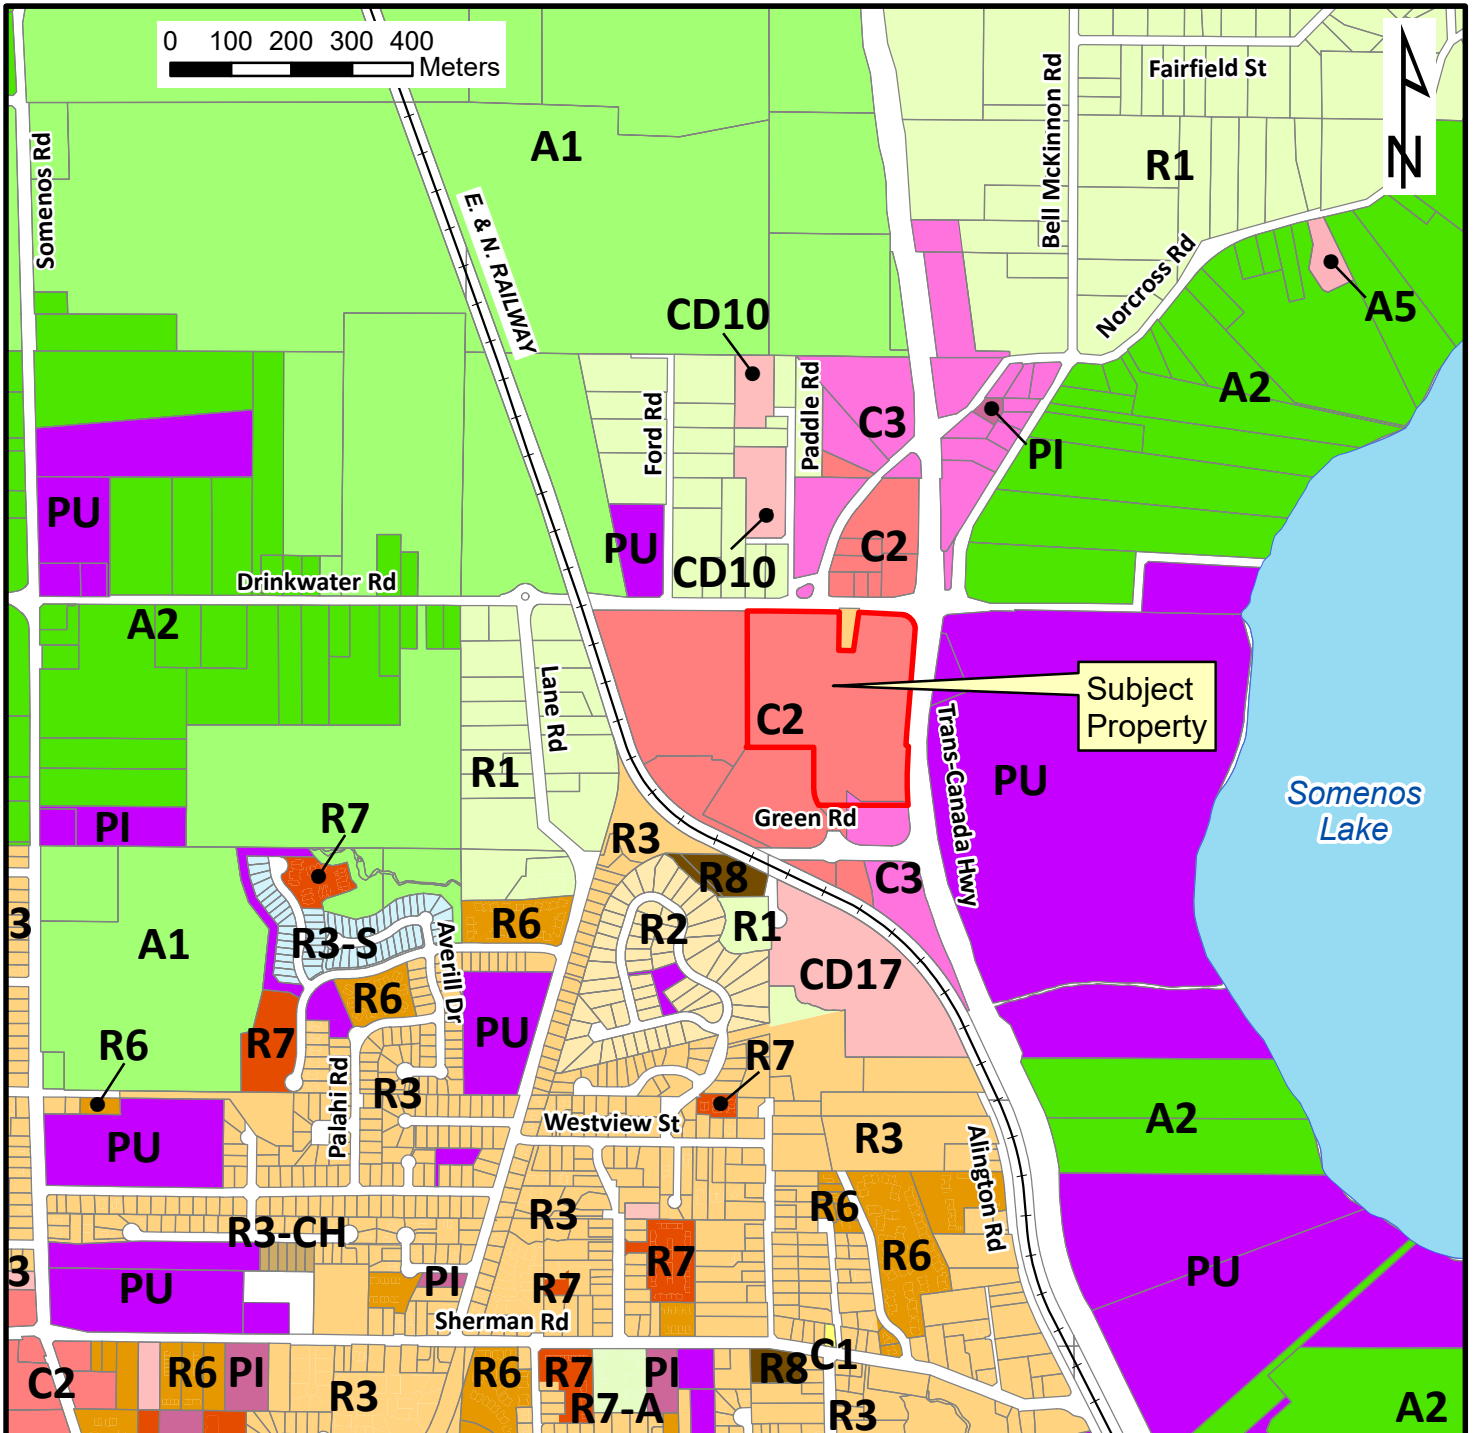 0 100 200 300 400
Meters
Fairfield St
Bell McKinnon Rd
N
Somenos Rd
A1
R1
E. & N. RAILWAY
Norcross Rd
CD10
A5
Paddle Rd
A2
Ford Rd
C3
PI
PU
PU
C2
CD10
Drinkwater Rd
A2
Lane Rd
Subject
Property
C2
Trans-Canada Hwy
R1
PU
Somenos
Lake
PI
R7
Green Rd
R3
R8
C3
3
R6
R2
R1
A1
R3-S
Averill Dr
CD17
R6
PU
R7
R6
R7
Palahi Rd
R3
Westview St
A2
PU
R3
Alington Rd
R6
R3
R3-CH
R6
R7
3
PU
PI
R7
PU
Sherman Rd
C1
R6
PI
R6
R7
PI
R8
C2
R3
R7-A
R3
A2